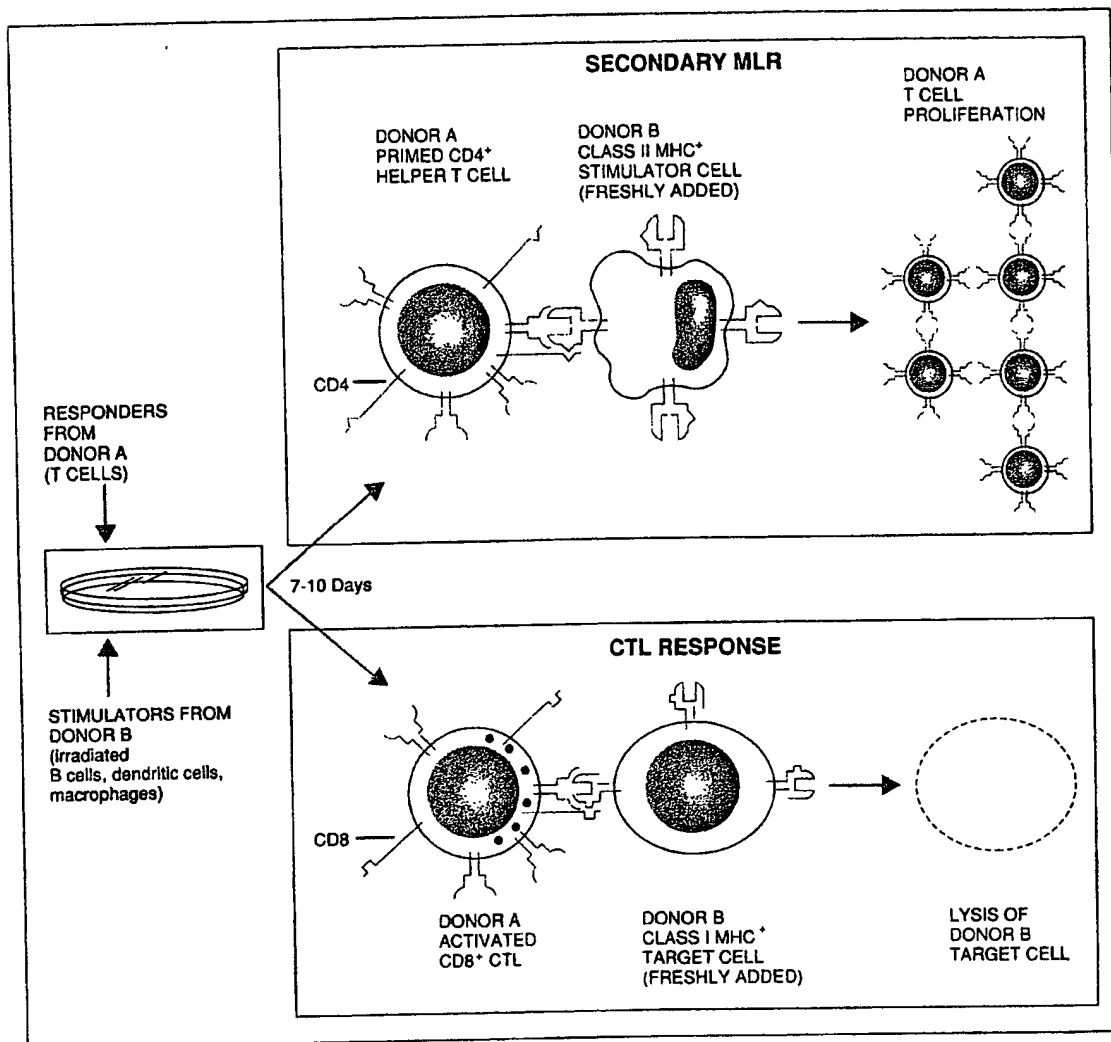 SECONDARY MLR
DONOR A
PRIMED CD4⁺
HELPER T CELL
DONOR B
CLASS II MHC⁺
STIMULATOR CELL
(FRESHLY ADDED)
DONOR A
T CELL
PROLIFERATION
CD4
RESPONDERS
FROM
DONOR A
(T CELLS)
7-10 Days
STIMULATORS FROM
DONOR B
(irradiated
B cells, dendritic cells,
macrophages)
CTL RESPONSE
CD8
DONOR A
ACTIVATED
CD8⁺ CTL
DONOR B
CLASS I MHC⁺
TARGET CELL
(FRESHLY ADDED)
LYSIS OF
DONOR B
TARGET CELL